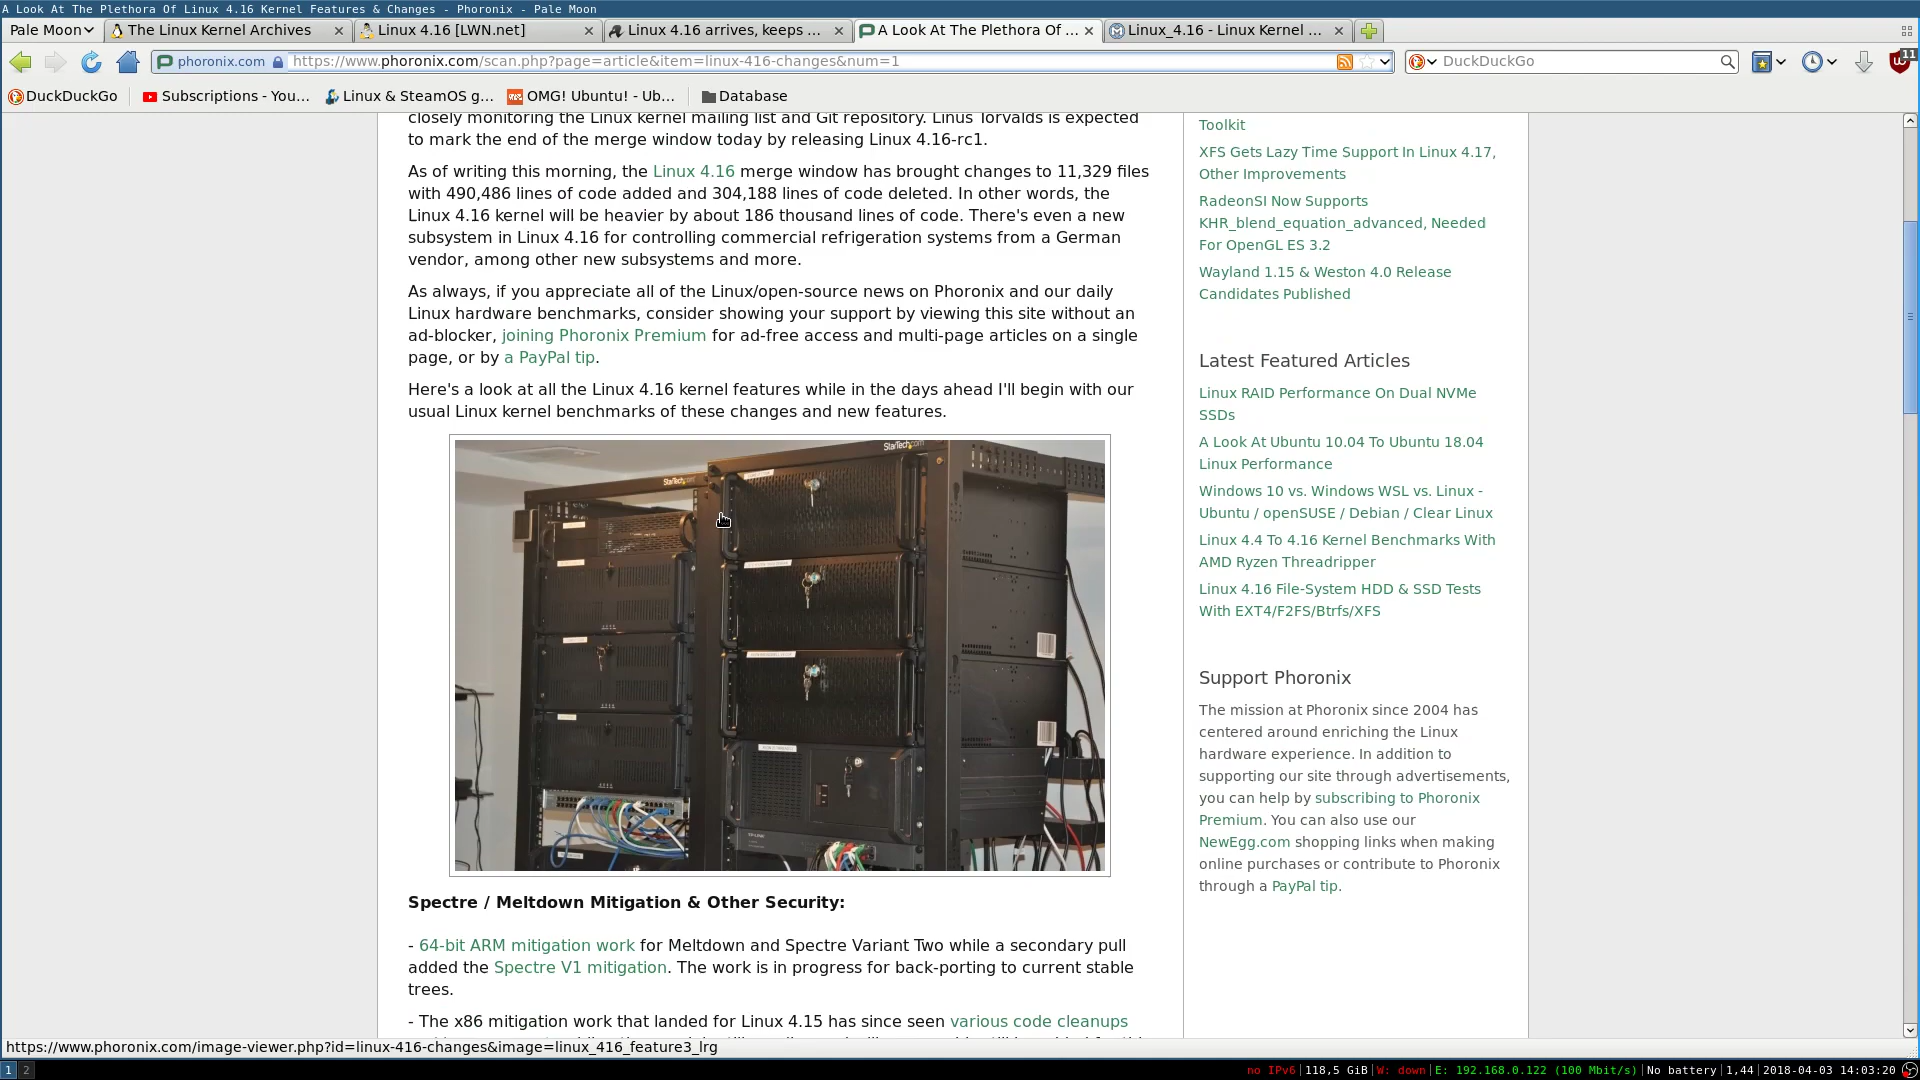 A Look At The Plethora Of Linux 4.16 Kernel Features & Changes - Phoronix - Pale Moon
Pale Moon
The Linux Kernel Archives
Linux 4.16 [LWN.net]
Linux 4.16 arrives, keeps ...
A Look At The Plethora Of ...
Linux_4.16 - Linux Kernel ...
phoronix.com
https://www.phoronix.com/scan.php?page=article&item=linux-416-changes&num=1
DuckDuckGo
11
DuckDuckGo
Subscriptions - You...
Linux & SteamOS g...
OMG! Ubuntu! - Ub...
Database
closely monitoring the Linux kernel mailing list and Git repository. Linus Torvalds is expected
to mark the end of the merge window today by releasing Linux 4.16-rc1.
As of writing this morning, the Linux 4.16 merge window has brought changes to 11,329 files
with 490,486 lines of code added and 304,188 lines of code deleted. In other words, the
Linux 4.16 kernel will be heavier by about 186 thousand lines of code. There's even a new
subsystem in Linux 4.16 for controlling commercial refrigeration systems from a German
vendor, among other new subsystems and more.
As always, if you appreciate all of the Linux/open-source news on Phoronix and our daily
Linux hardware benchmarks, consider showing your support by viewing this site without an
ad-blocker, joining Phoronix Premium for ad-free access and multi-page articles on a single
page, or by a PayPal tip.
Here's a look at all the Linux 4.16 kernel features while in the days ahead I'll begin with our
usual Linux kernel benchmarks of these changes and new features.
StarTech.com
StarTech.com
Spectre / Meltdown Mitigation & Other Security:
- 64-bit ARM mitigation work for Meltdown and Spectre Variant Two while a secondary pull
added the Spectre V1 mitigation. The work is in progress for back-porting to current stable
trees.
- The x86 mitigation work that landed for Linux 4.15 has since seen various code cleanups
Toolkit
XFS Gets Lazy Time Support In Linux 4.17,
Other Improvements
RadeonSI Now Supports
KHR_blend_equation_advanced, Needed
For OpenGL ES 3.2
Wayland 1.15 & Weston 4.0 Release
Candidates Published
Latest Featured Articles
Linux RAID Performance On Dual NVMe
SSDs
A Look At Ubuntu 10.04 To Ubuntu 18.04
Linux Performance
Windows 10 vs. Windows WSL vs. Linux -
Ubuntu / openSUSE / Debian / Clear Linux
Linux 4.4 To 4.16 Kernel Benchmarks With
AMD Ryzen Threadripper
Linux 4.16 File-System HDD & SSD Tests
With EXT4/F2FS/Btrfs/XFS
Support Phoronix
The mission at Phoronix since 2004 has
centered around enriching the Linux
hardware experience. In addition to
supporting our site through advertisements,
you can help by subscribing to Phoronix
Premium. You can also use our
NewEgg.com shopping links when making
online purchases or contribute to Phoronix
through a PayPal tip.
https://www.phoronix.com/image-viewer.php?id=linux-416-changes&image=linux_416_feature3_lrg
1 2
no IPv6|118,5 GiB|W: down|E: 192.168.0.122 (100 Mbit/s)|No battery|1,44|2018-04-03 14:03:20